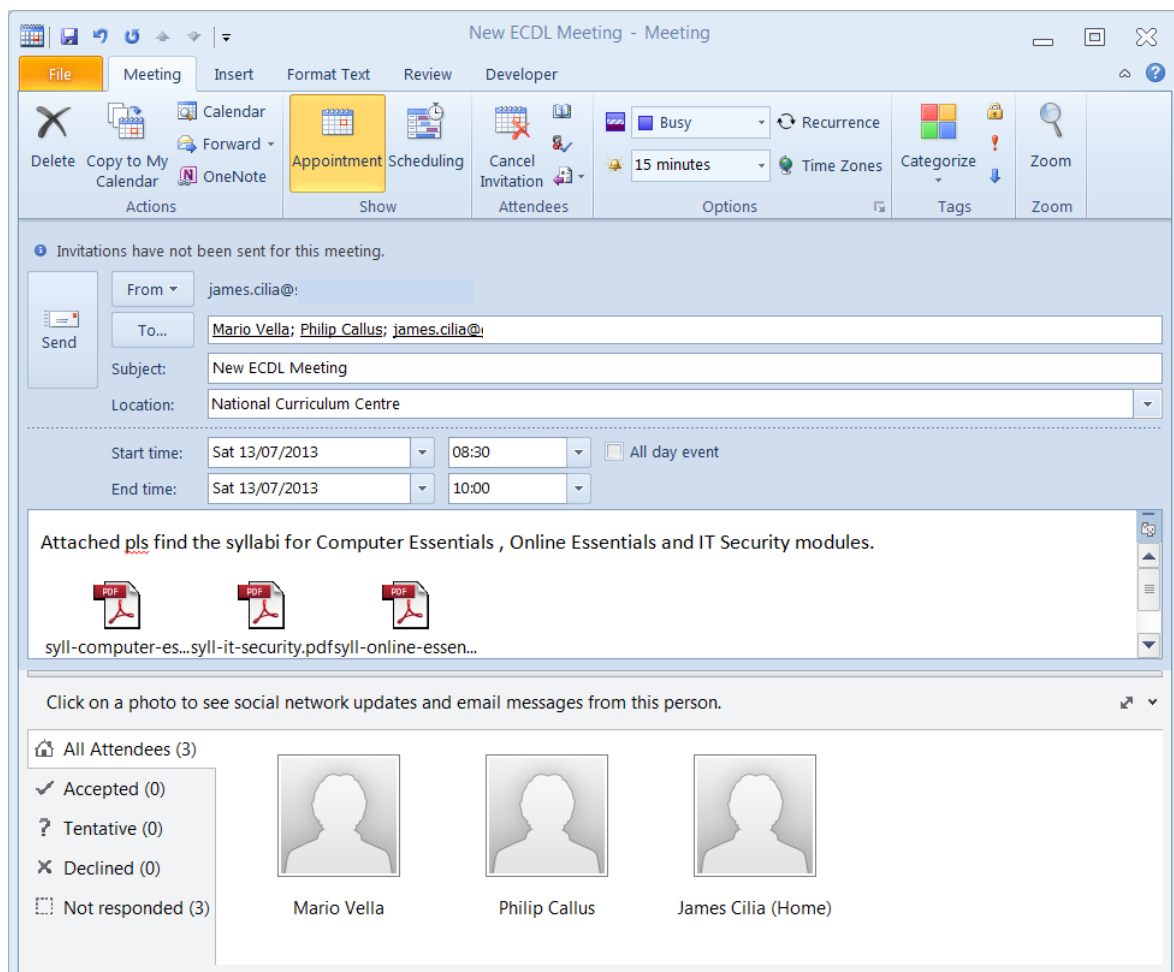 New ECDL Meeting - Meeting
File Meeting Insert Format Text Review Developer
Delete
Copy to My Calendar
Calendar
Forward
OneNote
Actions
Appointment
Scheduling
Show
Cancel Invitation
Attendees
Busy
15 minutes
Recurrence
Time Zones
Options
Categorize
Tags
Zoom
Zoom
Invitations have not been sent for this meeting.
Send
From james.cilia@
To... Mario Vella; Philip Callus; james.cilia@
Subject: New ECDL Meeting
Location: National Curriculum Centre
Start time: Sat 13/07/2013 08:30 All day event
End time: Sat 13/07/2013 10:00
Attached pls find the syllabi for Computer Essentials , Online Essentials and IT Security modules.
PDF PDF PDF
syll-computer-es...syll-it-security.pdfsyll-online-essen...
Click on a photo to see social network updates and email messages from this person.
All Attendees (3)
Accepted (0)
Tentative (0)
Declined (0)
Not responded (3)
Mario Vella Philip Callus James Cilia (Home)